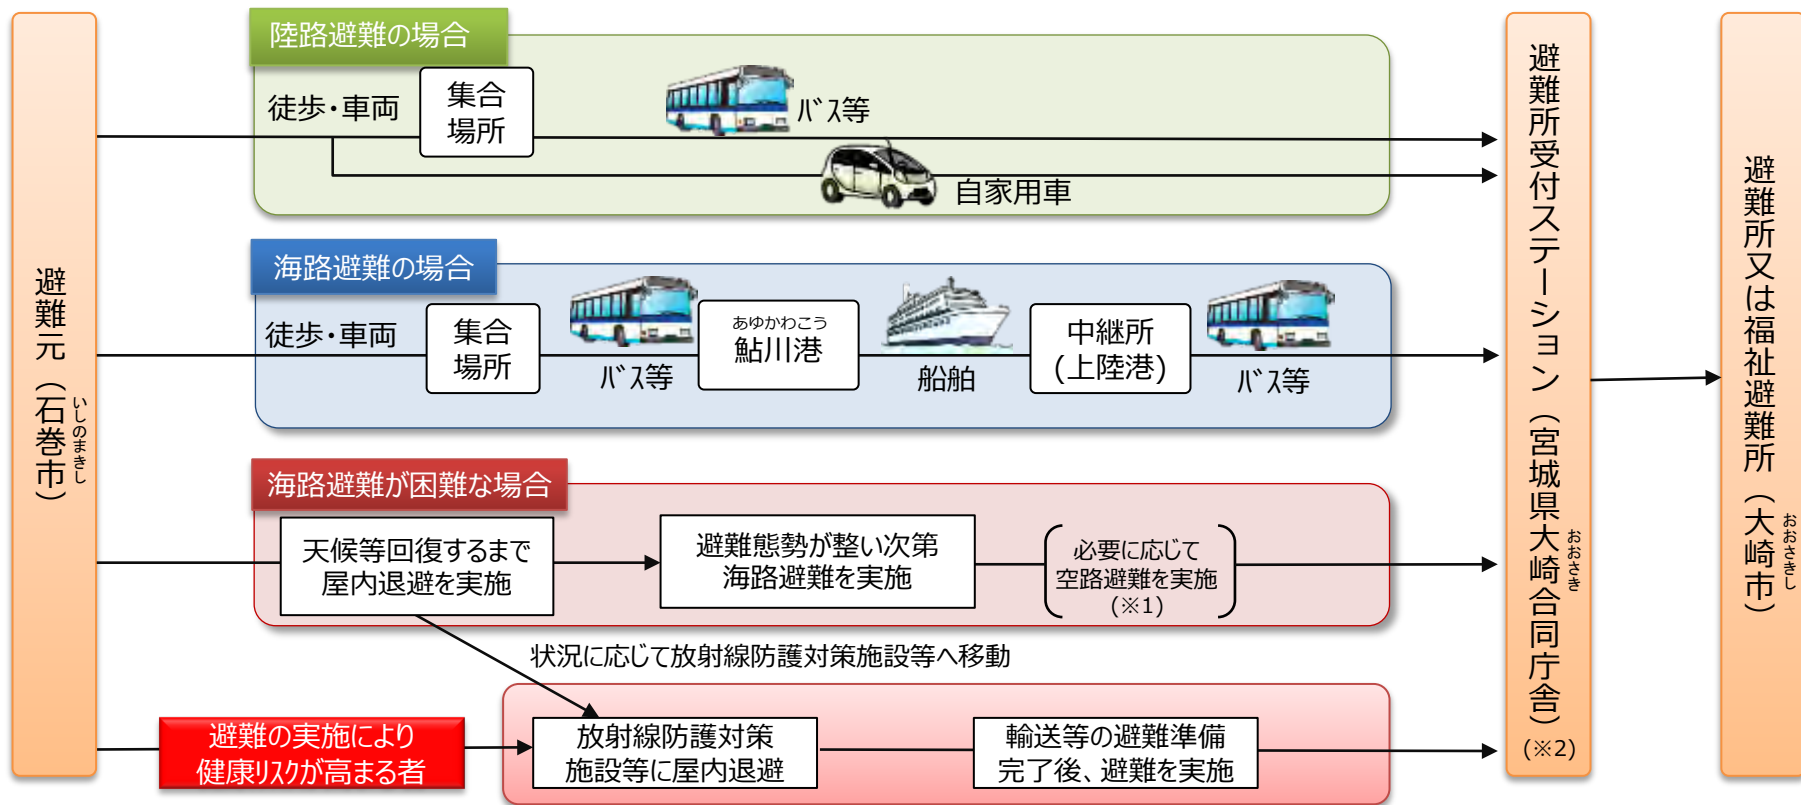 避難元（石巻市）
いしのまきし
陸路避難の場合
徒歩・車両
集合
場所
バス等
自家用車
海路避難の場合
徒歩・車両
集合
場所
バス等
あゆかわこう
鮎川港
船舶
中継所
(上陸港)
バス等
海路避難が困難な場合
天候等回復するまで
屋内退避を実施
避難態勢が整い次第
海路避難を実施
必要に応じて
空路避難を実施
(※1)
状況に応じて放射線防護対策施設等へ移動
避難の実施により
健康リスクが高まる者
放射線防護対策
施設等に屋内退避
輸送等の避難準備
完了後、避難を実施
避難所受付ステーション（宮城県大崎合同庁舎）
おおさき
(※2)
避難所又は福祉避難所（大崎市）
おおさきし